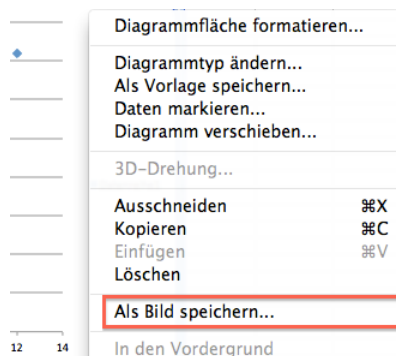 Diagrammfläche formatieren...
Diagrammtyp ändern...
Als Vorlage speichern...
Daten markieren...
Diagramm verschieben...
3D-Drehung...
Ausschneiden ⌘X
Kopieren ⌘C
Einfügen ⌘V
Löschen
Als Bild speichern...
In den Vordergrund
12 14